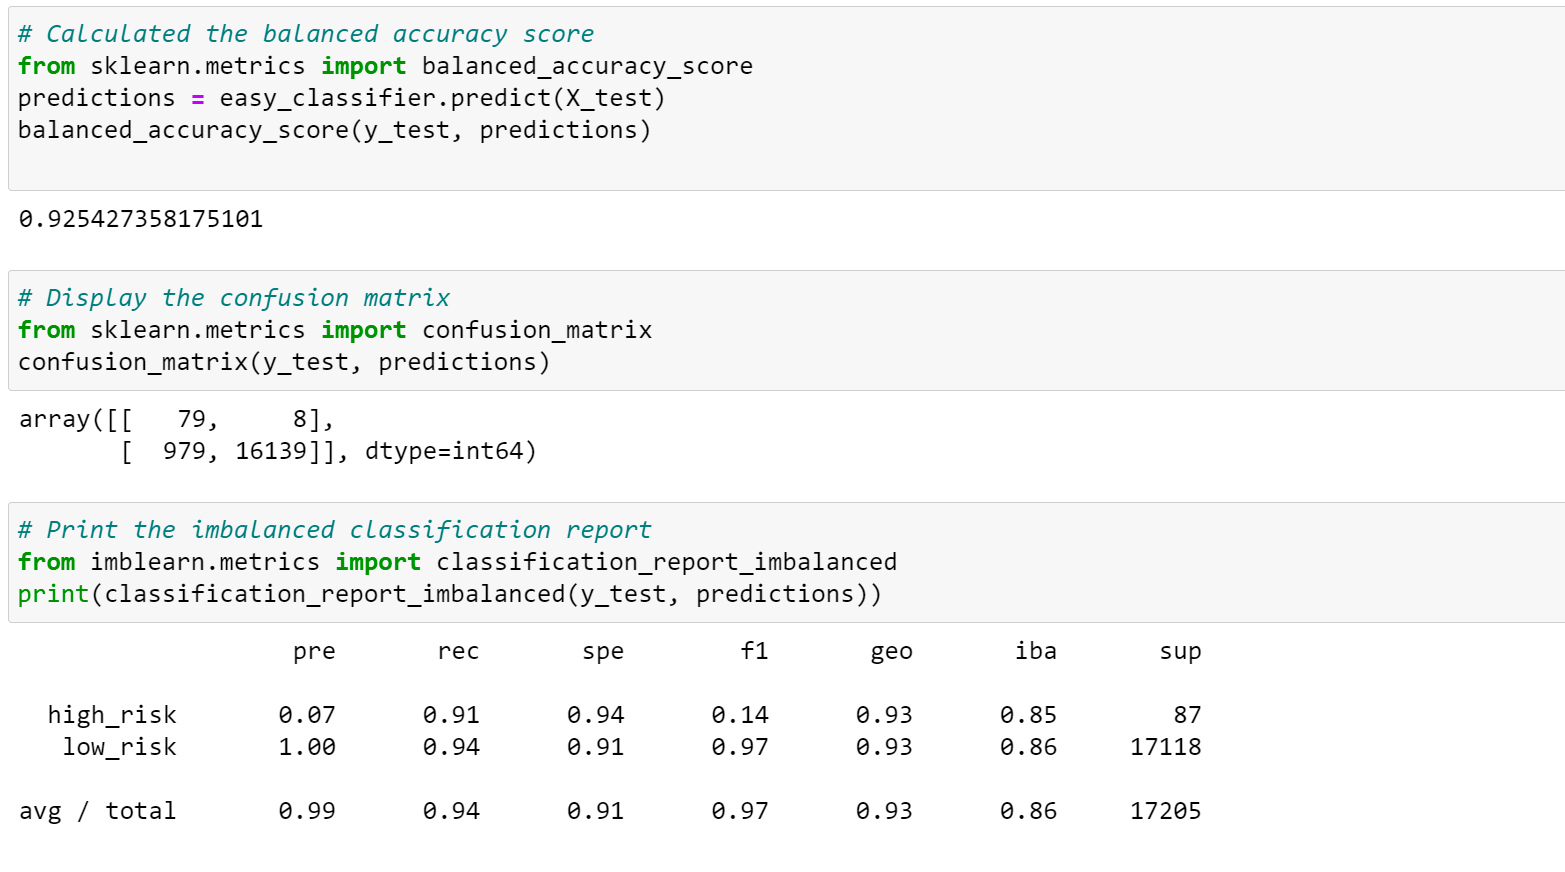 # Calculated the balanced accuracy score
from sklearn.metrics import balanced_accuracy_score
predictions = easy_classifier.predict(X_test)
balanced_accuracy_score(y_test, predictions)
0.925427358175101
# Display the confusion matrix
from sklearn.metrics import confusion_matrix
confusion_matrix(y_test, predictions)
array([[   79,     8],
       [  979, 16139]], dtype=int64)
# Print the imbalanced classification report
from imblearn.metrics import classification_report_imbalanced
print(classification_report_imbalanced(y_test, predictions))
                   pre       rec       spe        f1       geo       iba       sup
  high_risk       0.07      0.91      0.94      0.14      0.93      0.85        87
   low_risk       1.00      0.94      0.91      0.97      0.93      0.86     17118
avg / total       0.99      0.94      0.91      0.97      0.93      0.86     17205